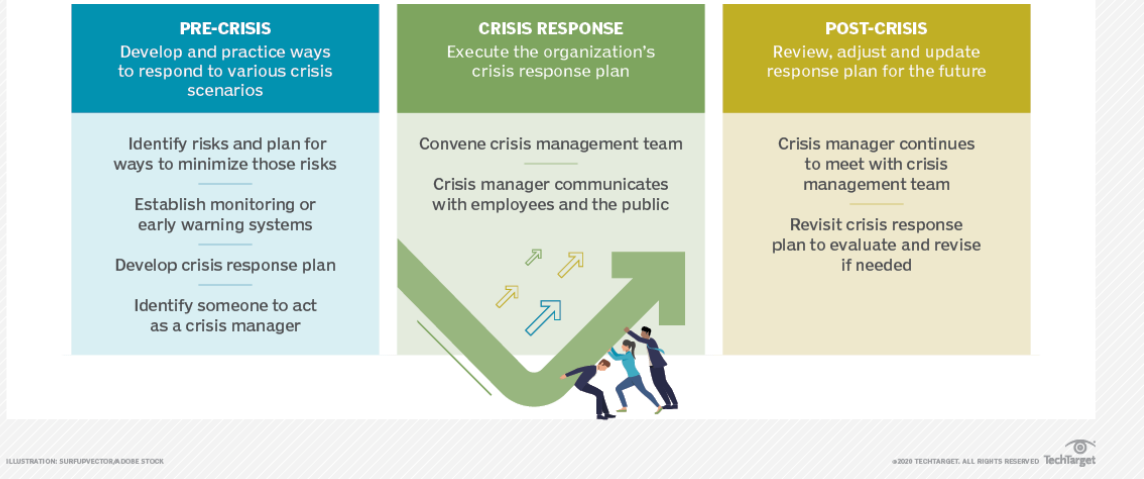 PRE-CRISIS
Develop and practice ways
to respond to various crisis
scenarios
Identify risks and plan for
ways to minimize those risks
Establish monitoring or
early warning systems
Develop crisis response plan
Identify someone to act
as a crisis manager
CRISIS RESPONSE
Execute the organization's
crisis response plan
Convene crisis management team
Crisis manager communicates
with employees and the public
POST-CRISIS
Review, adjust and update
response plan for the future
Crisis manager continues
to meet with crisis
management team
Revisit crisis response
plan to evaluate and revise
if needed
ILLUSTRATION: SURFUPVECTOR/ADOBE STOCK
©2020 TECHTARGET. ALL RIGHTS RESERVED TechTarget